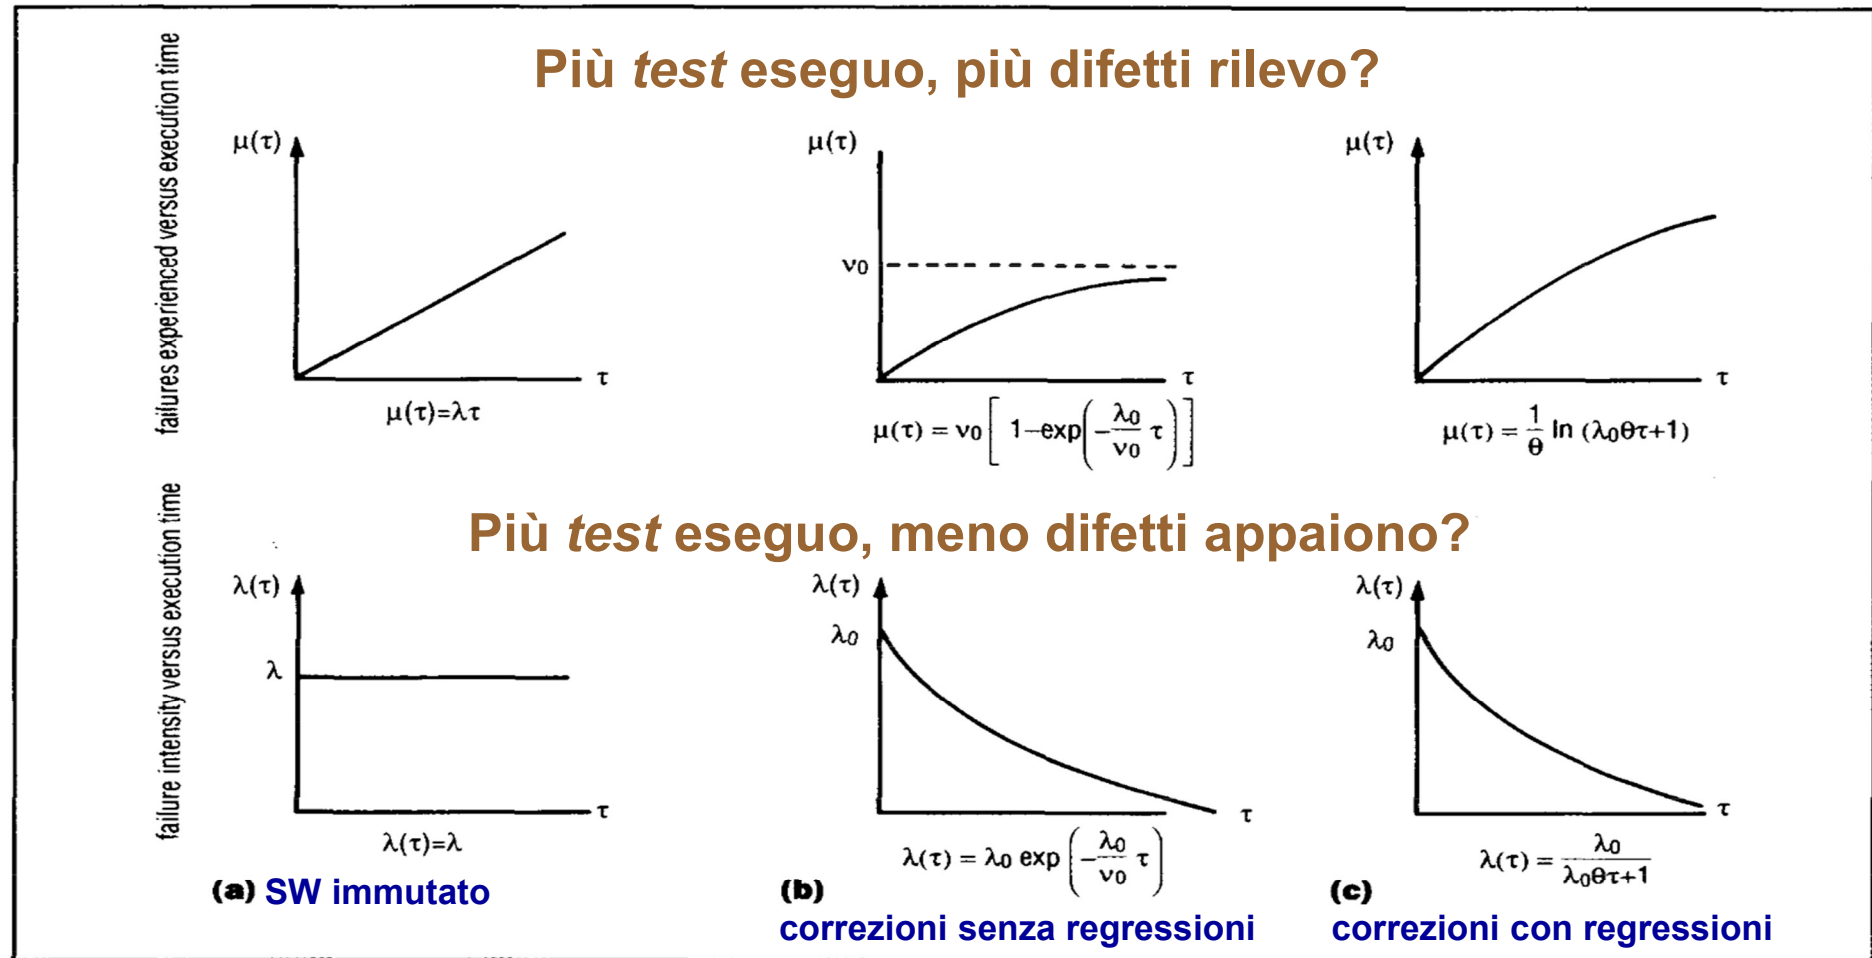 Più test eseguo, più difetti rilevo?
failures experienced versus execution time
μ(τ)
τ
μ(τ)=λτ
μ(τ)
ν0
τ
μ(τ) = ν0 [ 1–exp(–λ0/ν0 τ) ]
μ(τ)
τ
μ(τ) = 1/θ ln (λ0θτ+1)
Più test eseguo, meno difetti appaiono?
failure intensity versus execution time
λ(τ)
λ
τ
λ(τ)=λ
(a) SW immutato
λ(τ)
λ0
τ
λ(τ) = λ0 exp (–λ0/ν0 τ)
(b)
correzioni senza regressioni
λ(τ)
λ0
τ
λ(τ) = λ0/λ0θτ+1
(c)
correzioni con regressioni